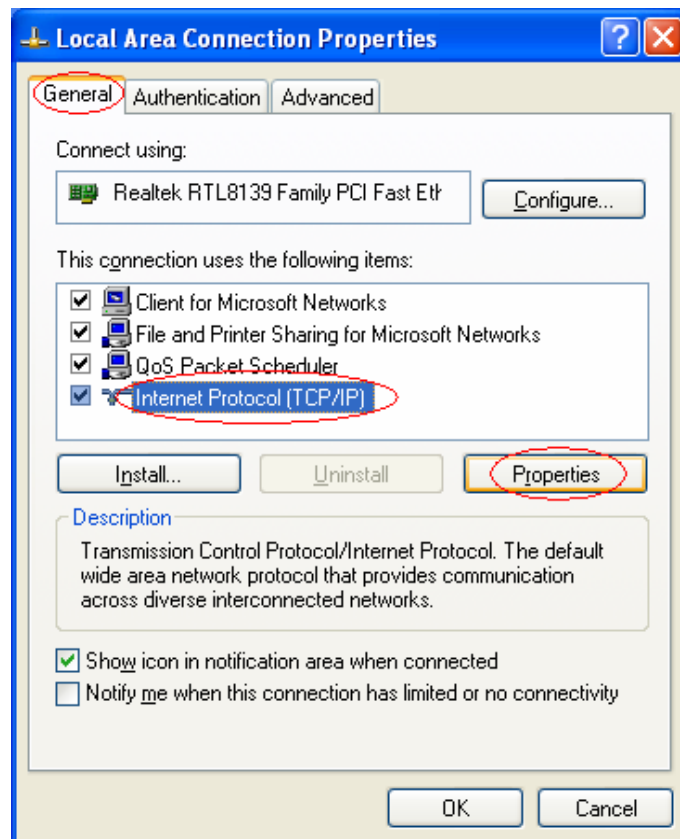 Local Area Connection Properties
General Authentication Advanced
Connect using:
Realtek RTL8139 Family PCI Fast Eth
Configure...
This connection uses the following items:
Client for Microsoft Networks
File and Printer Sharing for Microsoft Networks
QoS Packet Scheduler
Internet Protocol (TCP/IP)
Install... Uninstall Properties
Description
Transmission Control Protocol/Internet Protocol. The default
wide area network protocol that provides communication
across diverse interconnected networks.
Show icon in notification area when connected
Notify me when this connection has limited or no connectivity
OK Cancel